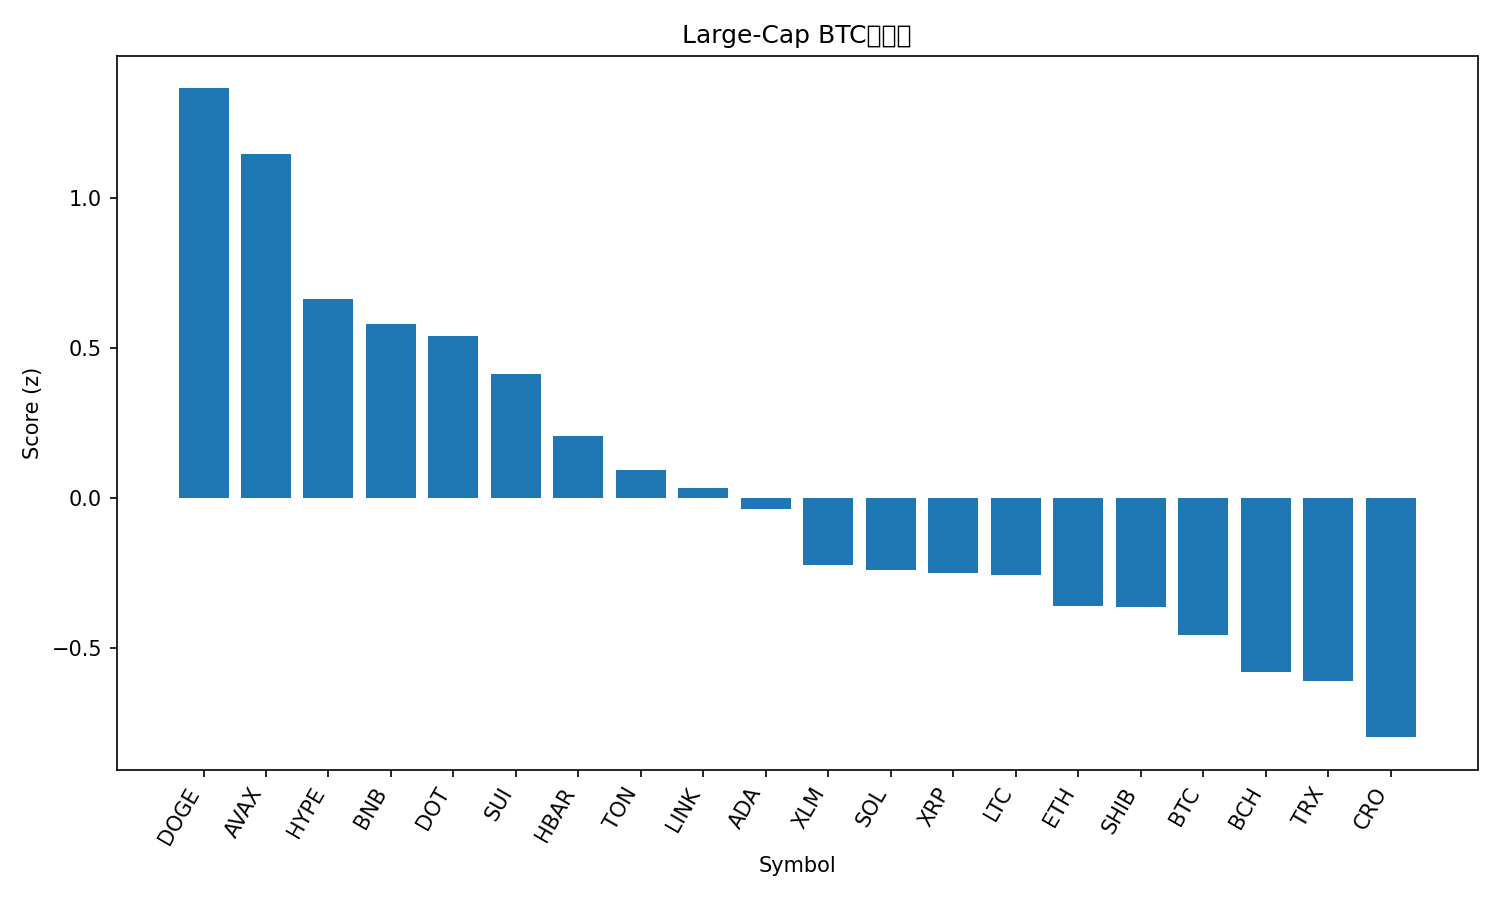 Large-Cap BTC
Score (z)
1.0
0.5
0.0
−0.5
DOGE
AVAX
HYPE
BNB
DOT
SUI
HBAR
TON
LINK
ADA
XLM
SOL
XRP
LTC
ETH
SHIB
BTC
BCH
TRX
CRO
Symbol